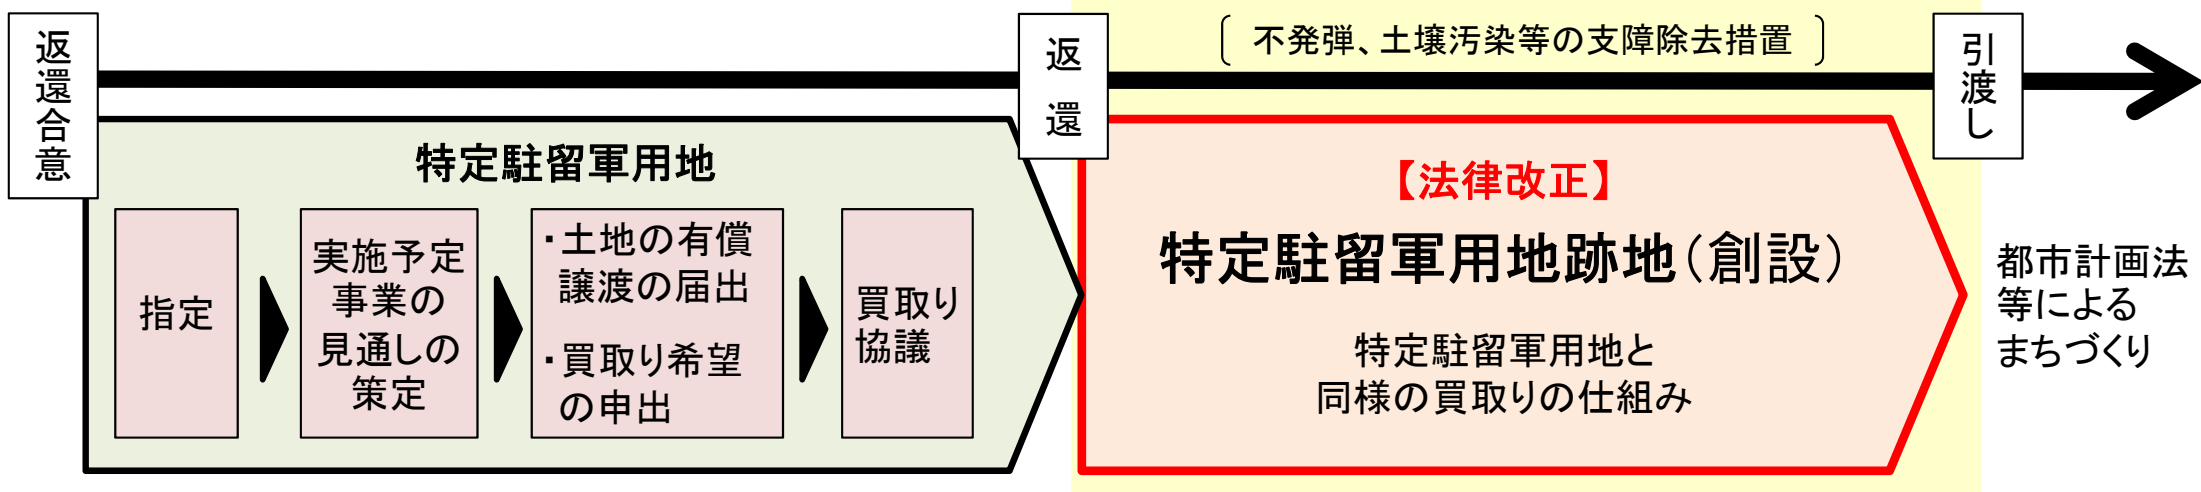 返還合意
返還
〔 不発弾、土壌汚染等の支障除去措置 〕
引渡し
特定駐留軍用地
指定
実施予定
事業の
見通しの
策定
・土地の有償
譲渡の届出
・買取り希望
の申出
買取り
協議
【法律改正】
特定駐留軍用地跡地（創設）
特定駐留軍用地と
同様の買取りの仕組み
都市計画法
等による
まちづくり